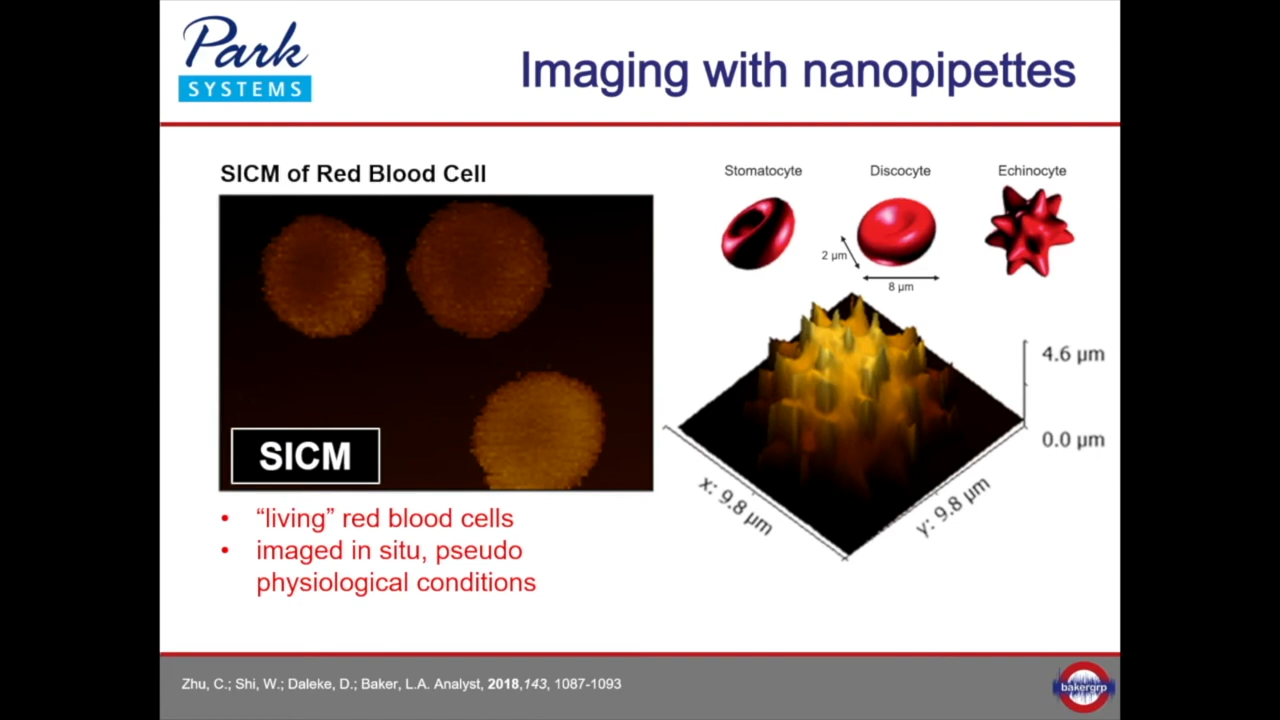 Park
SYSTEMS
Imaging with nanopipettes
SICM of Red Blood Cell
SICM
Stomatocyte
Discocyte
Echinocyte
2 µm
8 µm
4.6 µm
0.0 µm
x: 9.8 µm
y: 9.8 µm
• “living” red blood cells
• imaged in situ, pseudo
physiological conditions
Zhu, C.; Shi, W.; Daleke, D.; Baker, L.A. Analyst, 2018,143, 1087-1093
bakergrp